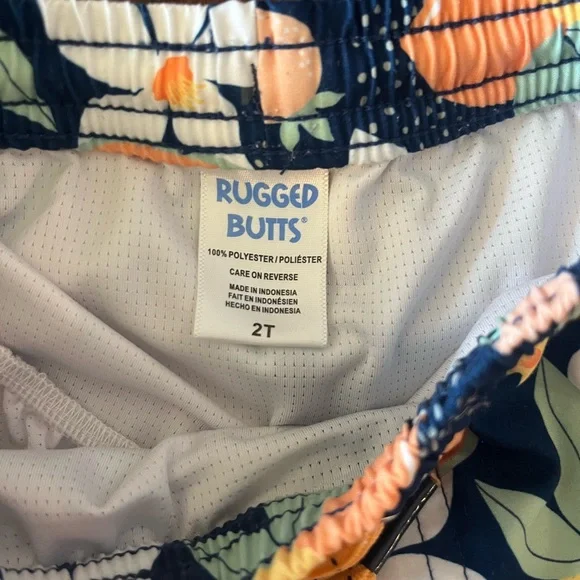 RUGGED
BUTTS®
100% POLYESTER / POLIÉSTER
CARE ON REVERSE
MADE IN INDONESIA
FAIT EN INDONÉSIEN
HECHO EN INDONESIA
2T